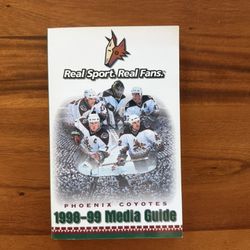 Real Sport. Real Fans.
PHOENIX COYOTES
1998-99 Media Guide